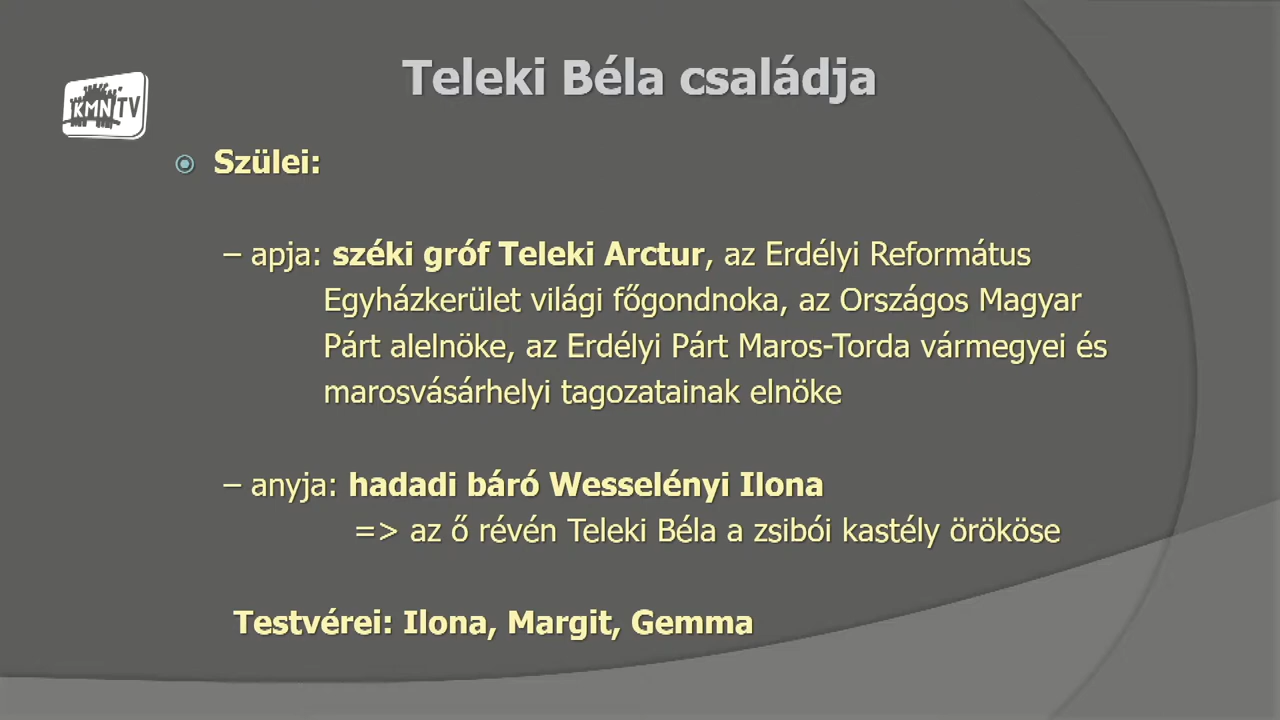 Teleki Béla családja
KMN TV
Szülei:
– apja: széki gróf Teleki Arctur, az Erdélyi Református
Egyházkerület világi főgondnoka, az Országos Magyar
Párt alelnöke, az Erdélyi Párt Maros-Torda vármegyei és
marosvásárhelyi tagozatainak elnöke
– anyja: hadadi báró Wesselényi Ilona
=> az ő révén Teleki Béla a zsibói kastély örököse
Testvérei: Ilona, Margit, Gemma